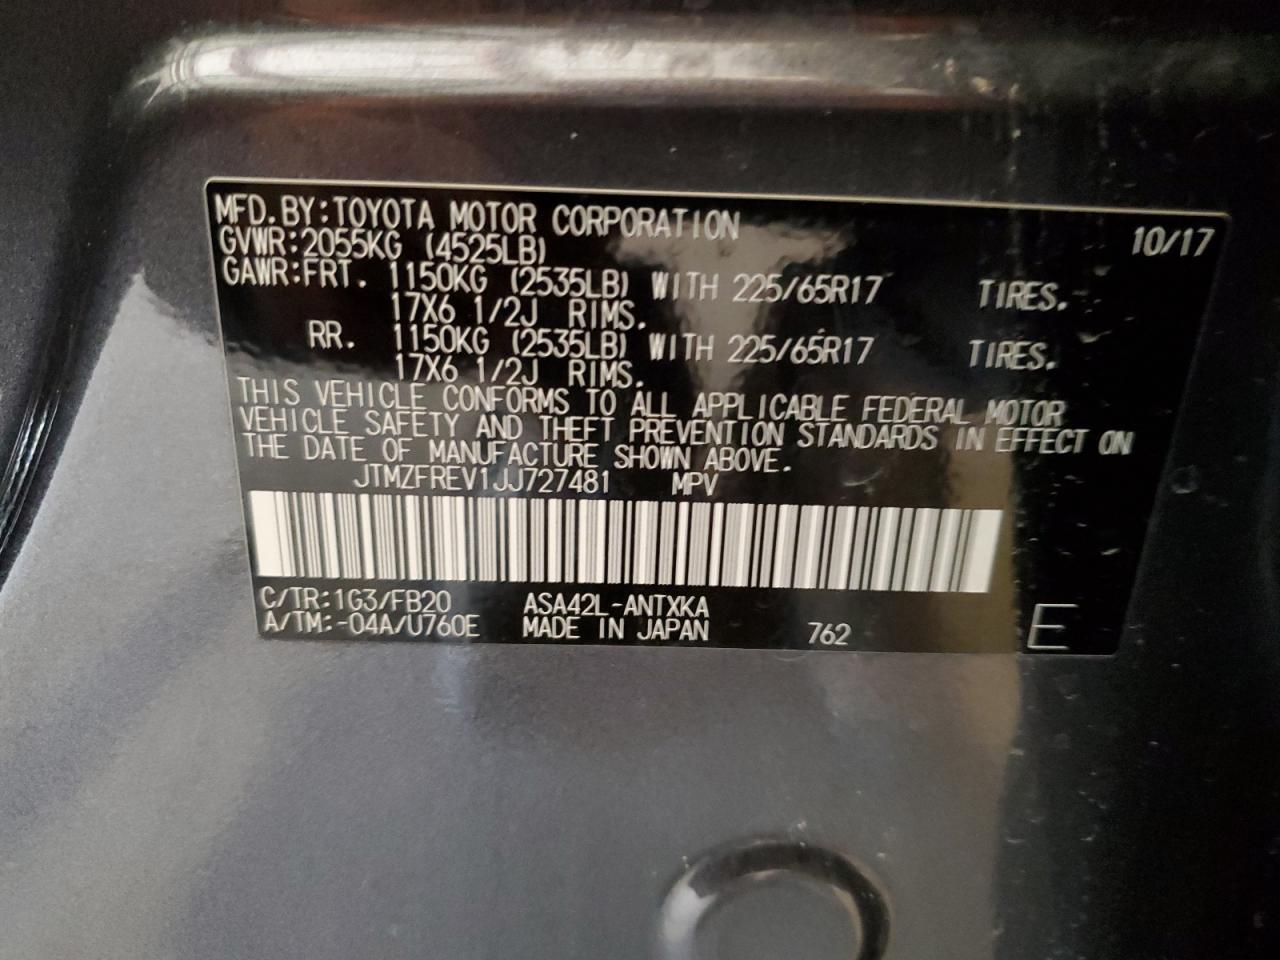 MFD.BY:TOYOTA MOTOR CORPORATION 10/17
GVWR:2055KG (4525LB)
GAWR:FRT. 1150KG (2535LB) WITH 225/65R17 TIRES.
17X6 1/2J RIMS.
RR. 1150KG (2535LB) WITH 225/65R17 TIRES.
17X6 1/2J RIMS.
THIS VEHICLE CONFORMS TO ALL APPLICABLE FEDERAL MOTOR
VEHICLE SAFETY AND THEFT PREVENTION STANDARDS IN EFFECT ON
THE DATE OF MANUFACTURE SHOWN ABOVE.
JTMZFREV1JJ727481 MPV
C/TR:1G3/FB20 ASA42L-ANTXKA
A/TM:-04A/U760E MADE IN JAPAN 762 E